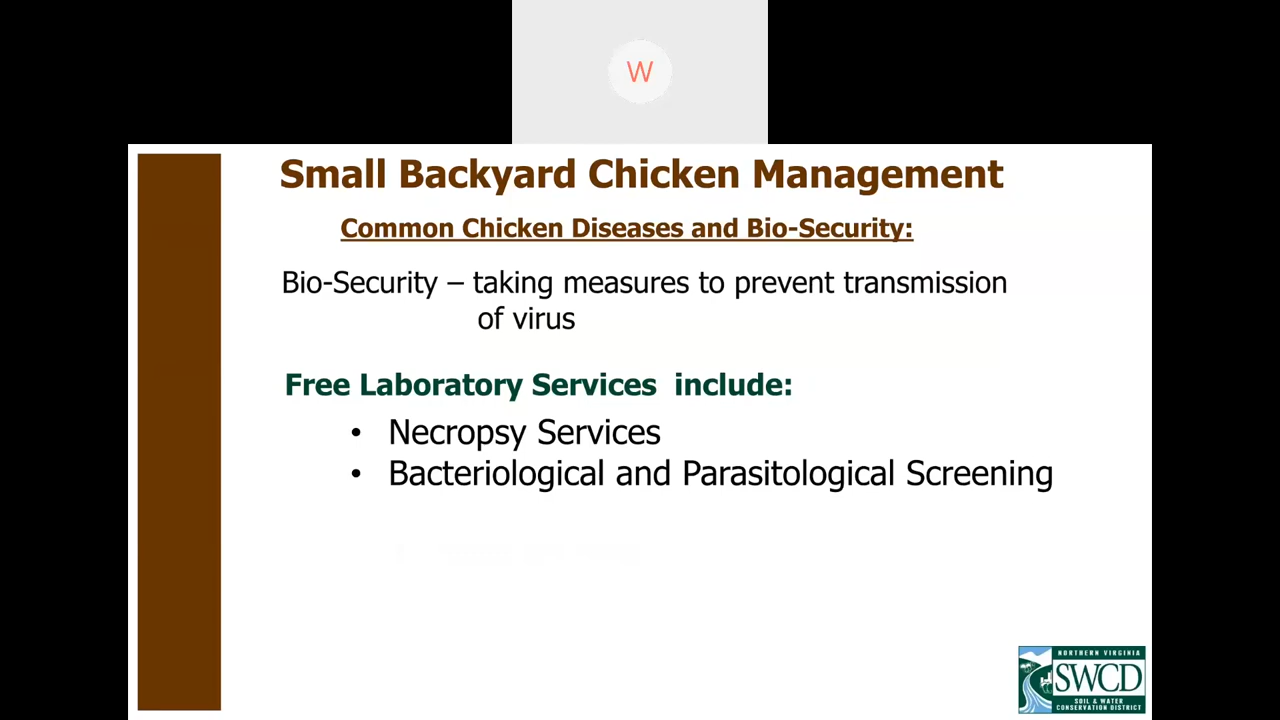 W
Small Backyard Chicken Management
Common Chicken Diseases and Bio-Security:
Bio-Security – taking measures to prevent transmission
of virus
Free Laboratory Services include:
• Necropsy Services
• Bacteriological and Parasitological Screening
NORTHERN VIRGINIA
SWCD
SOIL & WATER
CONSERVATION DISTRICT